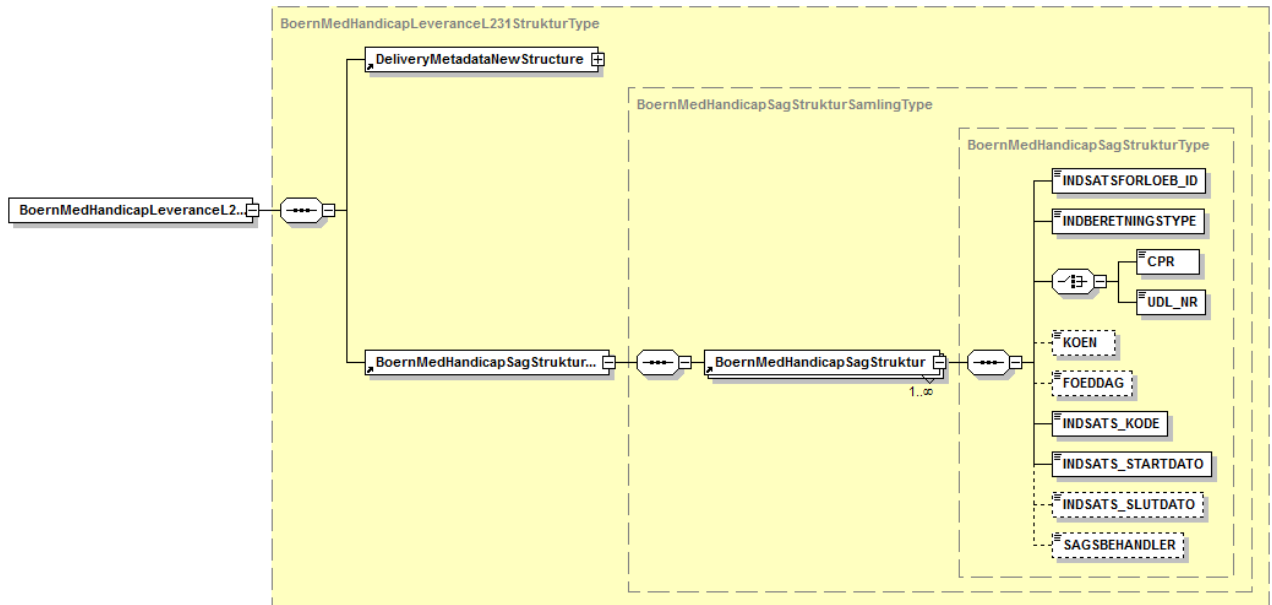 BoernMedHandicapLeveranceL231StrukturType
DeliveryMetadataNewStructure
BoernMedHandicapSagStrukturSamlingType
BoernMedHandicapSagStrukturType
INDSATSFORLOEB_ID
BoernMedHandicapLeveranceL2...
INDBERETNINGSTYPE
CPR
UDL_NR
KOEN
BoernMedHandicapSagStruktur...
BoernMedHandicapSagStruktur
1..∞
FOEDDAG
INDSATS_KODE
INDSATS_STARTDATO
INDSATS_SLUTDATO
SAGSBEHANDLER